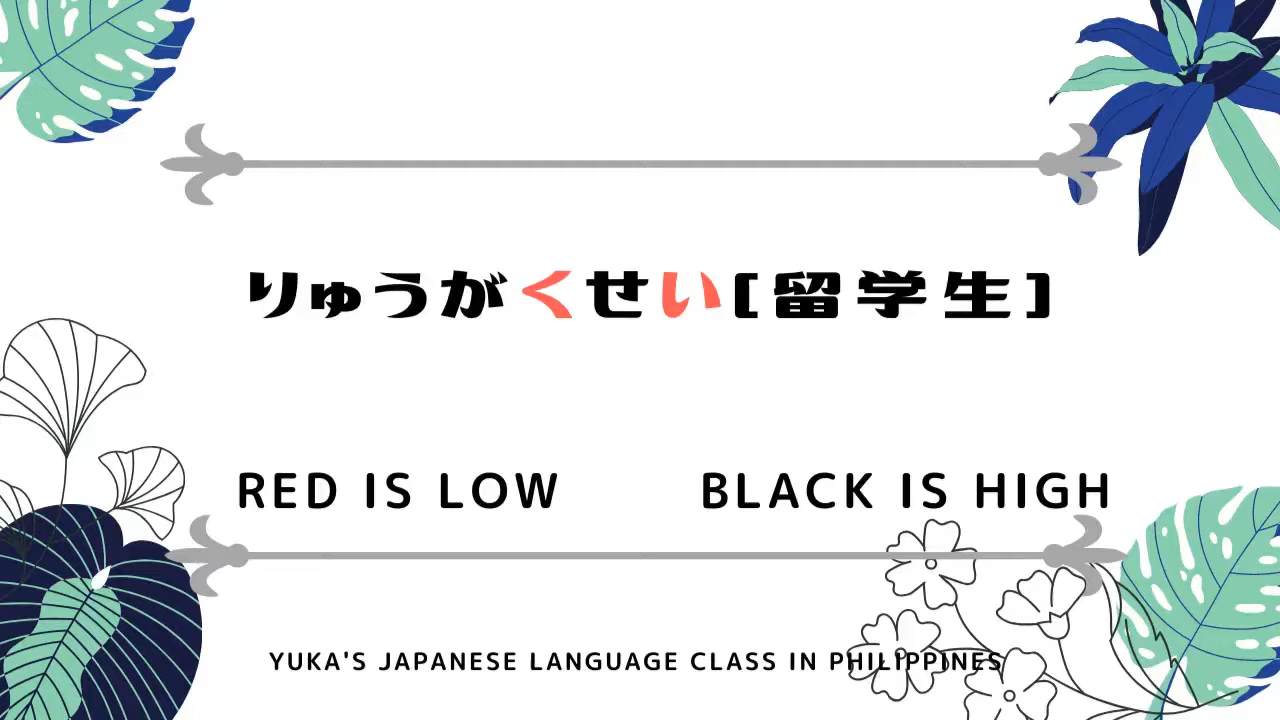 りゅうがくせい[留学生]
RED IS LOW BLACK IS HIGH
YUKA'S JAPANESE LANGUAGE CLASS IN PHILIPPINES